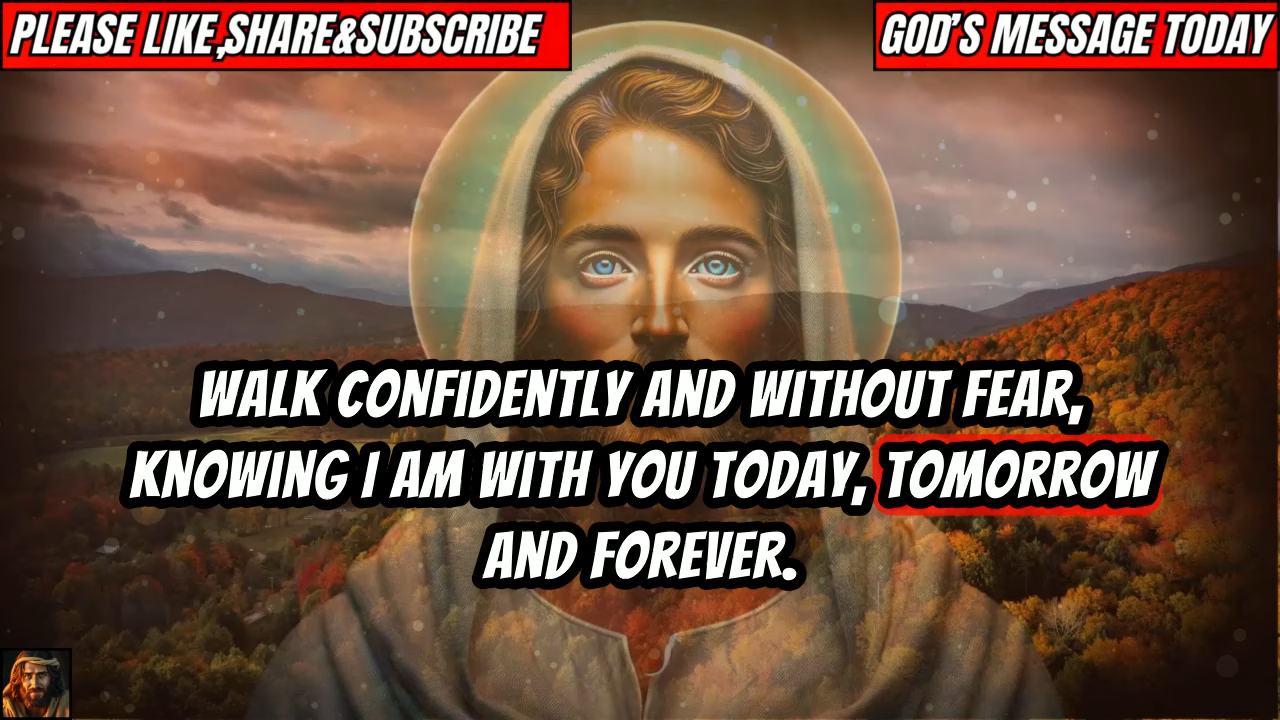 PLEASE LIKE,SHARE&SUBSCRIBE
GOD'S MESSAGE TODAY
WALK CONFIDENTLY AND WITHOUT FEAR,
KNOWING I AM WITH YOU TODAY, TOMORROW
AND FOREVER.